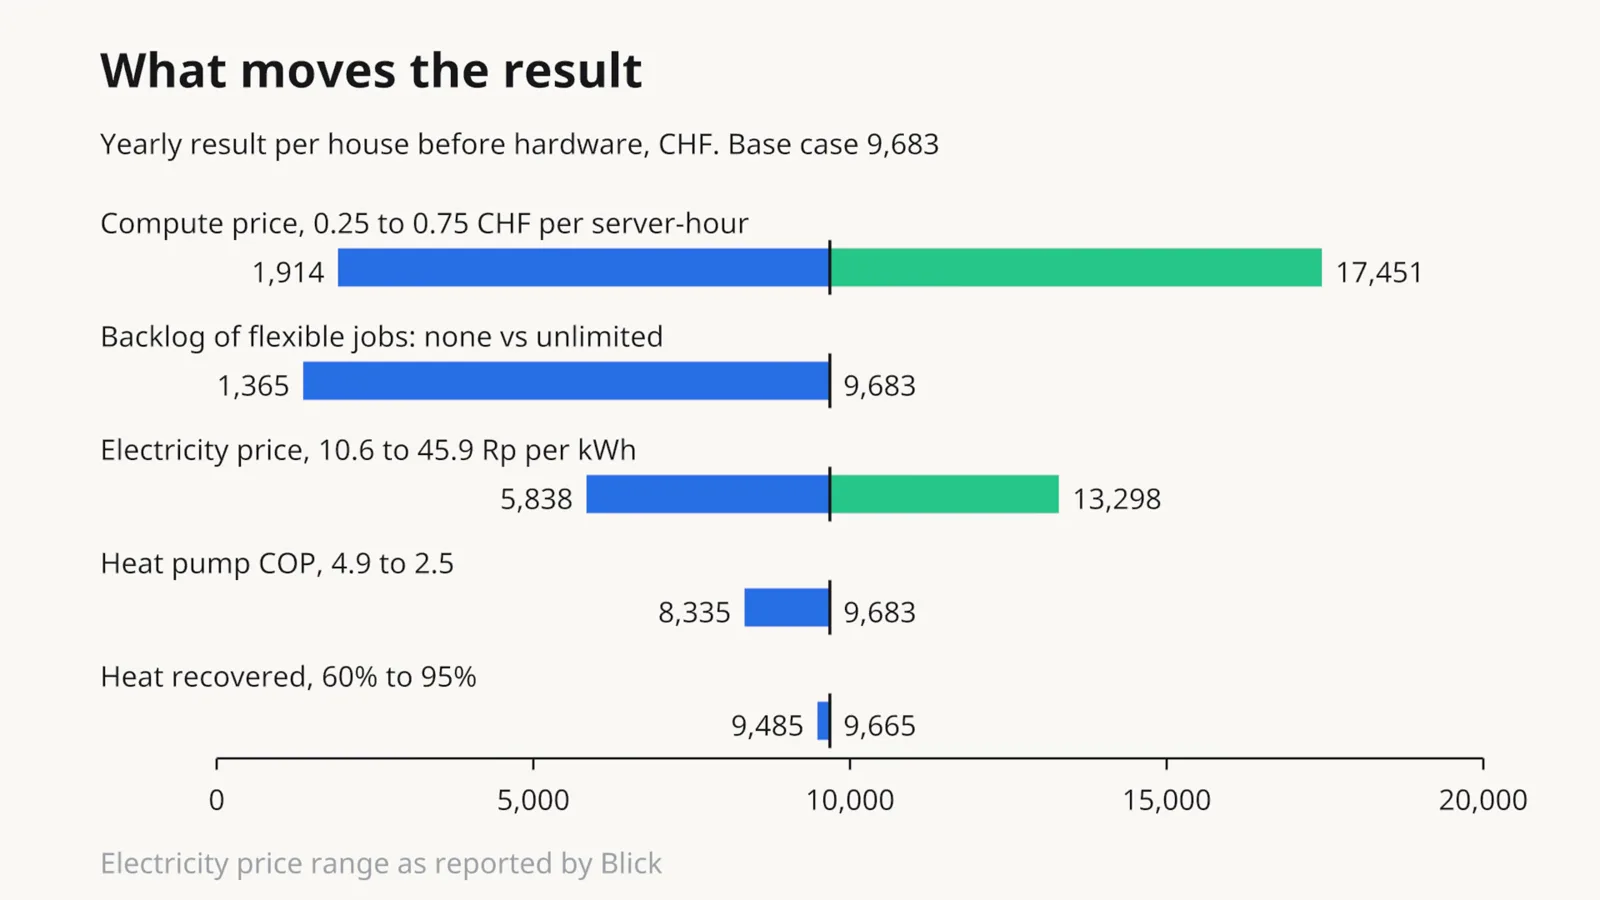 What moves the result
Yearly result per house before hardware, CHF. Base case 9,683
Compute price, 0.25 to 0.75 CHF per server-hour
1,914 17,451
Backlog of flexible jobs: none vs unlimited
1,365 9,683
Electricity price, 10.6 to 45.9 Rp per kWh
5,838 13,298
Heat pump COP, 4.9 to 2.5
8,335 9,683
Heat recovered, 60% to 95%
9,485 9,665
0 5,000 10,000 15,000 20,000
Electricity price range as reported by Blick